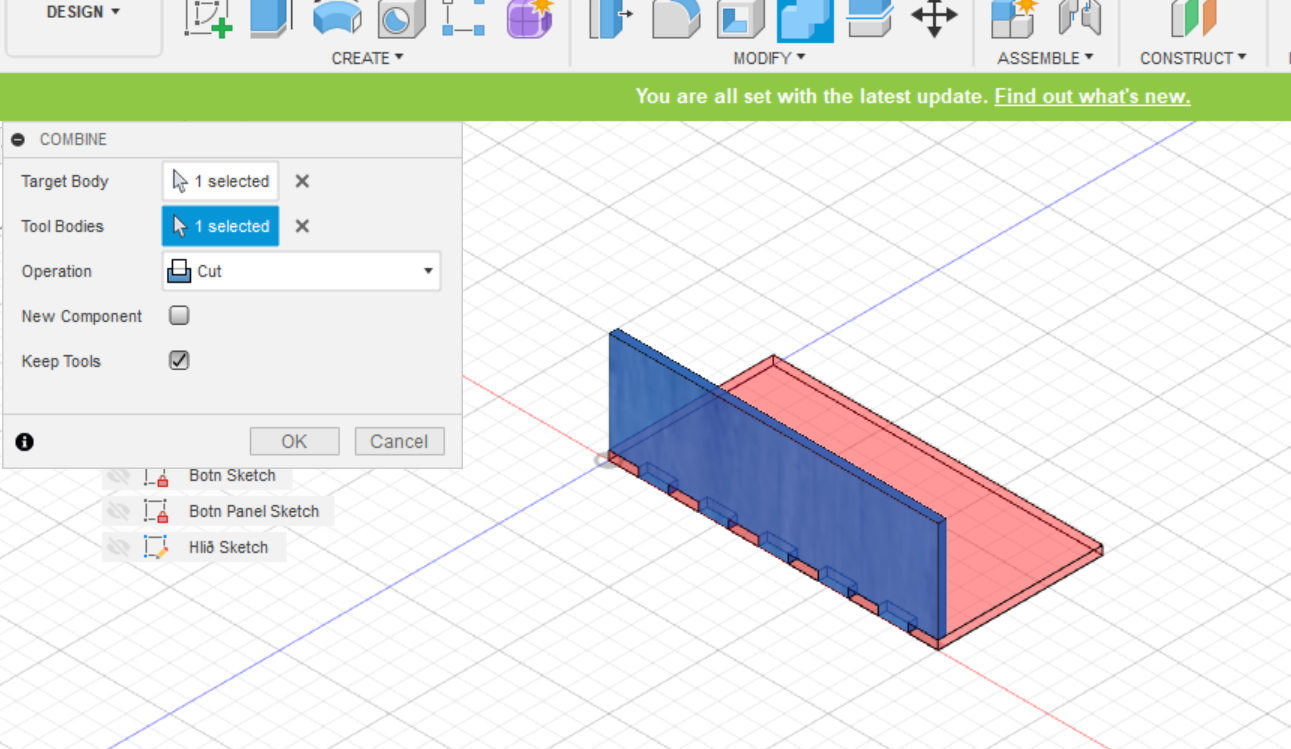 DESIGN
CREATE
MODIFY
ASSEMBLE
CONSTRUCT
You are all set with the latest update. Find out what's new.
COMBINE
Target Body 1 selected
Tool Bodies 1 selected
Operation Cut
New Component
Keep Tools
OK Cancel
Botn Sketch
Botn Panel Sketch
Hlið Sketch